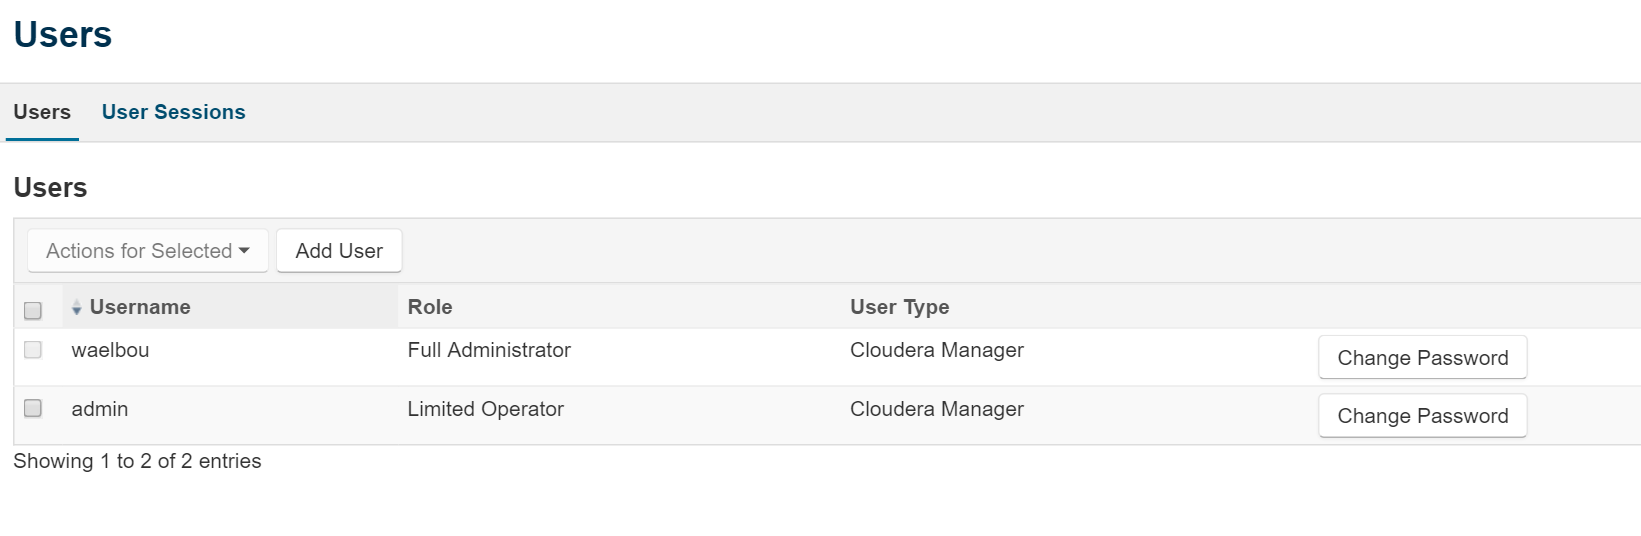 Users
Users User Sessions
Users
Actions for Selected Add User
Username Role User Type
waelbou Full Administrator Cloudera Manager Change Password
admin Limited Operator Cloudera Manager Change Password
Showing 1 to 2 of 2 entries